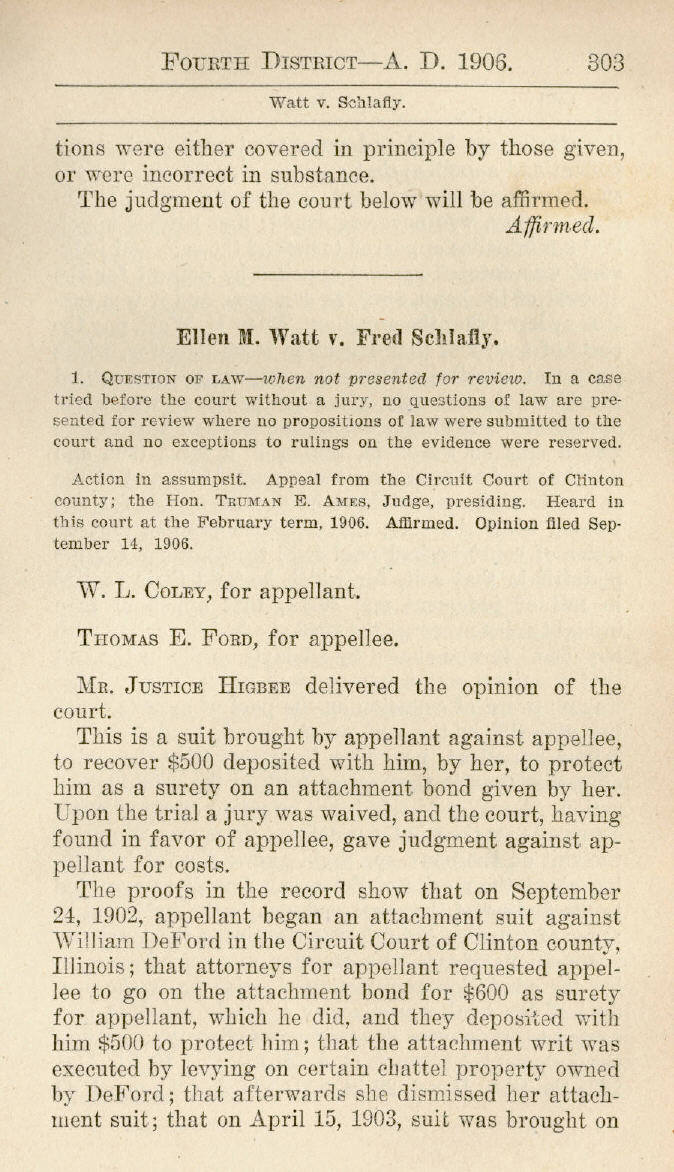 FOURTH DISTRICT—A. D. 1906. 303
Watt v. Schlafly.
tions were either covered in principle by those given,
or were incorrect in substance.
The judgment of the court below will be affirmed.
Affirmed.
Ellen M. Watt v. Fred Schlafly.
1. QUESTION OF LAW—when not presented for review. In a case
tried before the court without a jury, no questions of law are pre-
sented for review where no propositions of law were submitted to the
court and no exceptions to rulings on the evidence were reserved.
Action in assumpsit. Appeal from the Circuit Court of Clinton
county; the Hon. TRUMAN E. AMES, Judge, presiding. Heard in
this court at the February term, 1906. Affirmed. Opinion filed Sep-
tember 14, 1906.
W. L. COLEY, for appellant.
THOMAS E. FORD, for appellee.
MR. JUSTICE HIGBEE delivered the opinion of the
court.
This is a suit brought by appellant against appellee,
to recover $500 deposited with him, by her, to protect
him as a surety on an attachment bond given by her.
Upon the trial a jury was waived, and the court, having
found in favor of appellee, gave judgment against ap-
pellant for costs.
The proofs in the record show that on September
24, 1902, appellant began an attachment suit against
William DeFord in the Circuit Court of Clinton county,
Illinois; that attorneys for appellant requested appel-
lee to go on the attachment bond for $600 as surety
for appellant, which he did, and they deposited with
him $500 to protect him; that the attachment writ was
executed by levying on certain chattel property owned
by DeFord; that afterwards she dismissed her attach-
ment suit; that on April 15, 1903, suit was brought on